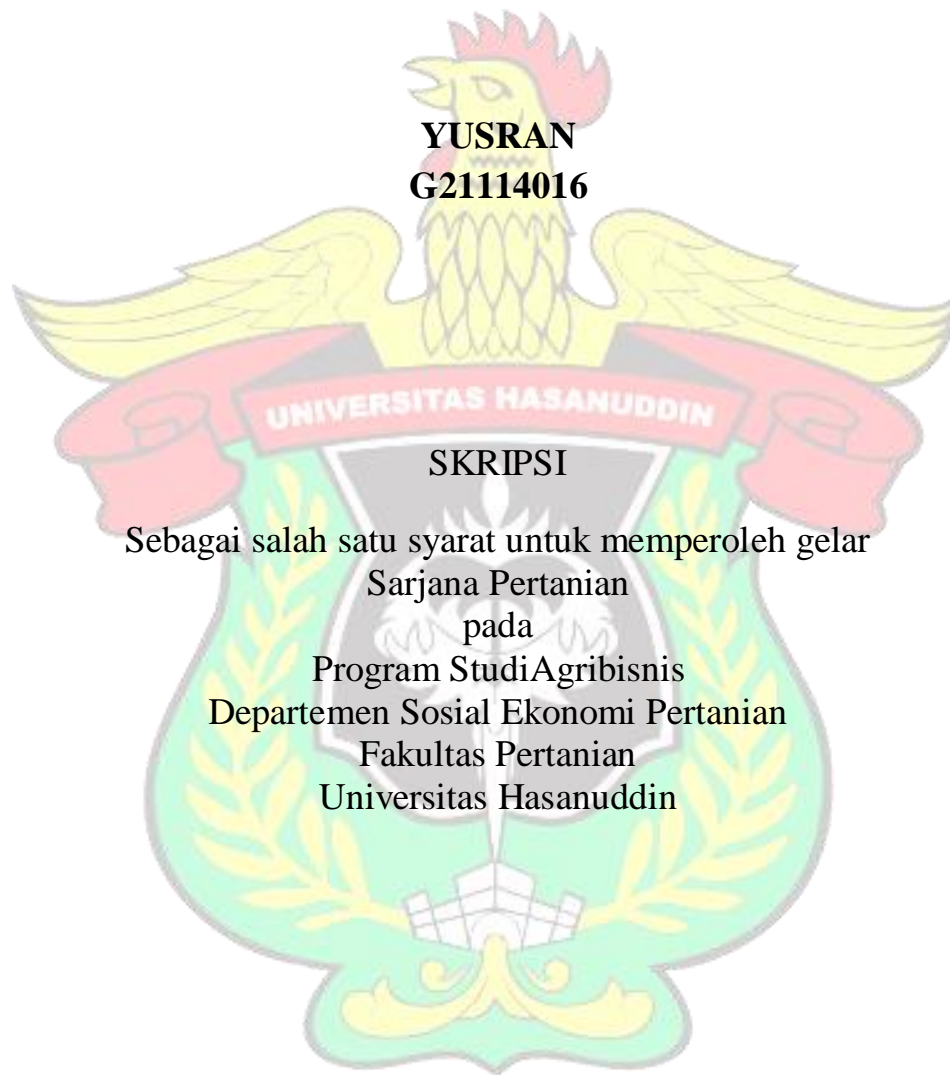 YUSRAN
G21114016
UNIVERSITAS HASANUDDIN
SKRIPSI
Sebagai salah satu syarat untuk memperoleh gelar
Sarjana Pertanian
pada
Program StudiAgribisnis
Departemen Sosial Ekonomi Pertanian
Fakultas Pertanian
Universitas Hasanuddin